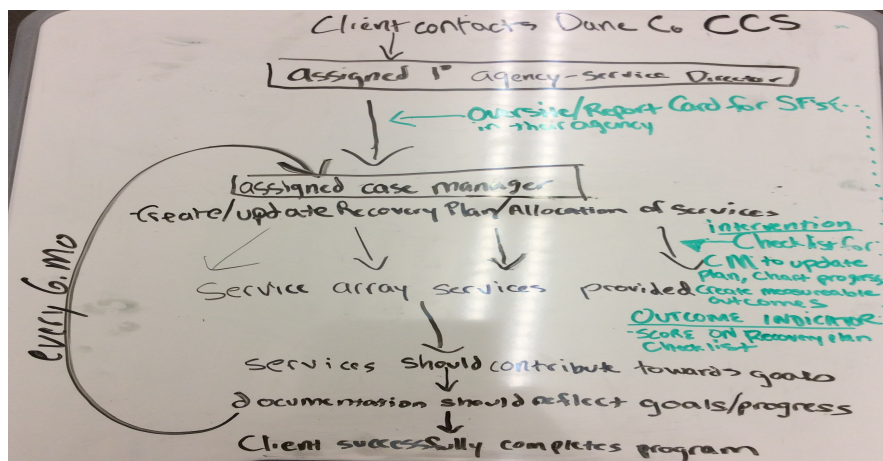 Client contacts Dane Co CCS
assigned 1° agency-service Director
oversite/Report Card for SFs
in their agency
assigned case manager
-Create/update Recovery Plan/Allocation of services
intervention
Checklist for
CM to update
plan, chart progress,
create measureable
outcomes
service array services provided
OUTCOME INDICATOR
-SCORE ON Recovery plan
Checklist
services should contribute towards goals
documentation should reflect goals/progress
Client successfully completes program
every 6 mo